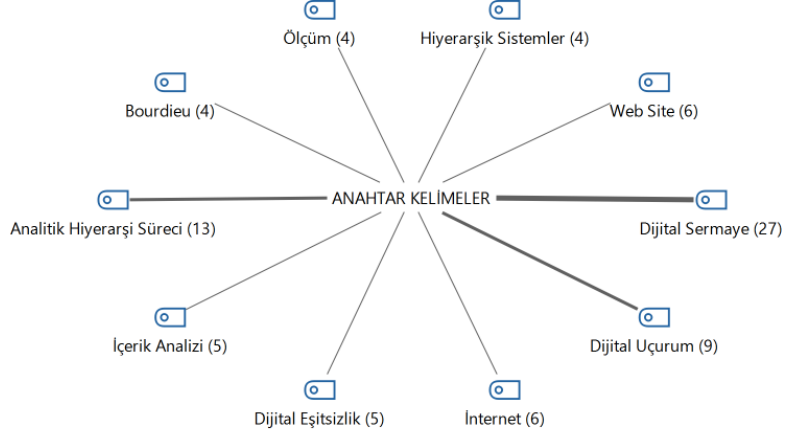 Ölçüm (4)
Hiyerarşik Sistemler (4)
Bourdieu (4)
Web Site (6)
ANAHTAR KELİMELER
Analitik Hiyerarşi Süreci (13)
Dijital Sermaye (27)
İçerik Analizi (5)
Dijital Uçurum (9)
Dijital Eşitsizlik (5)
İnternet (6)